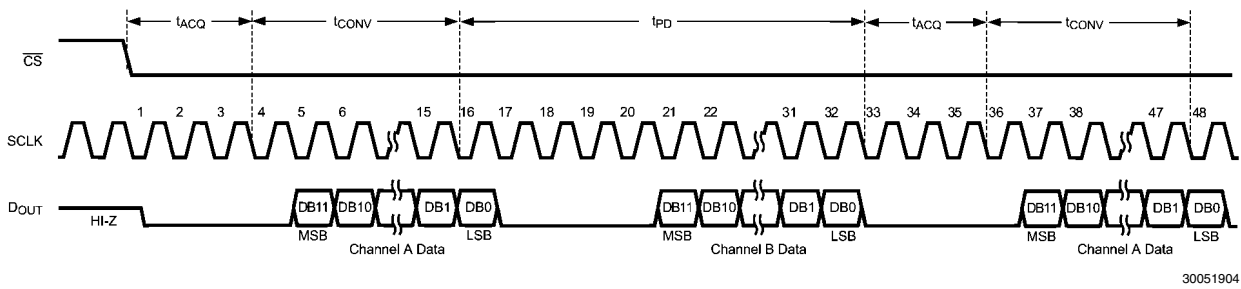 tACQ tCONV tPD tACQ tCONV
CS
1 2 3 4 5 6 15 16 17 18 19 20 21 22 31 32 33 34 35 36 37 38 47 48
SCLK
DOUT
HI-Z
DB11 DB10 DB1 DB0 DB11 DB10 DB1 DB0 DB11 DB10 DB1 DB0
MSB LSB MSB LSB MSB LSB
Channel A Data Channel B Data Channel A Data
30051904